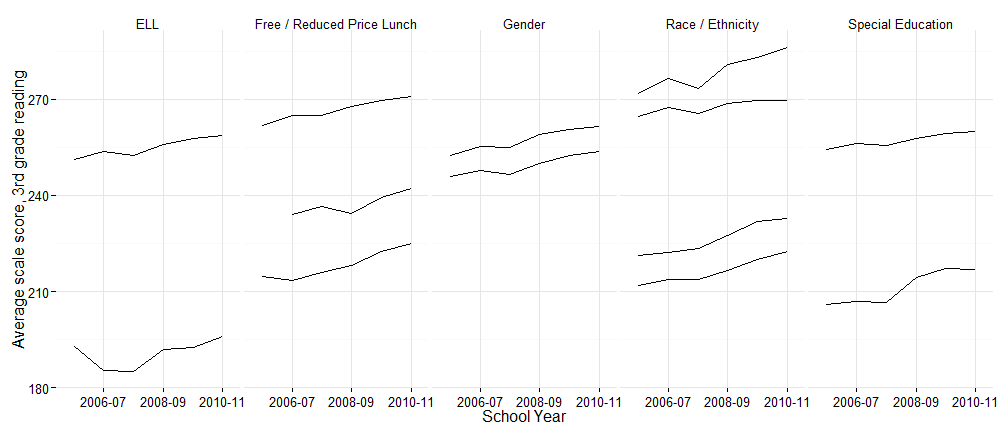 ELL
Free / Reduced Price Lunch
Gender
Race / Ethnicity
Special Education
Average scale score, 3rd grade reading
270
240
210
180
2006-07 2008-09 2010-11
2006-07 2008-09 2010-11
2006-07 2008-09 2010-11
2006-07 2008-09 2010-11
2006-07 2008-09 2010-11
School Year